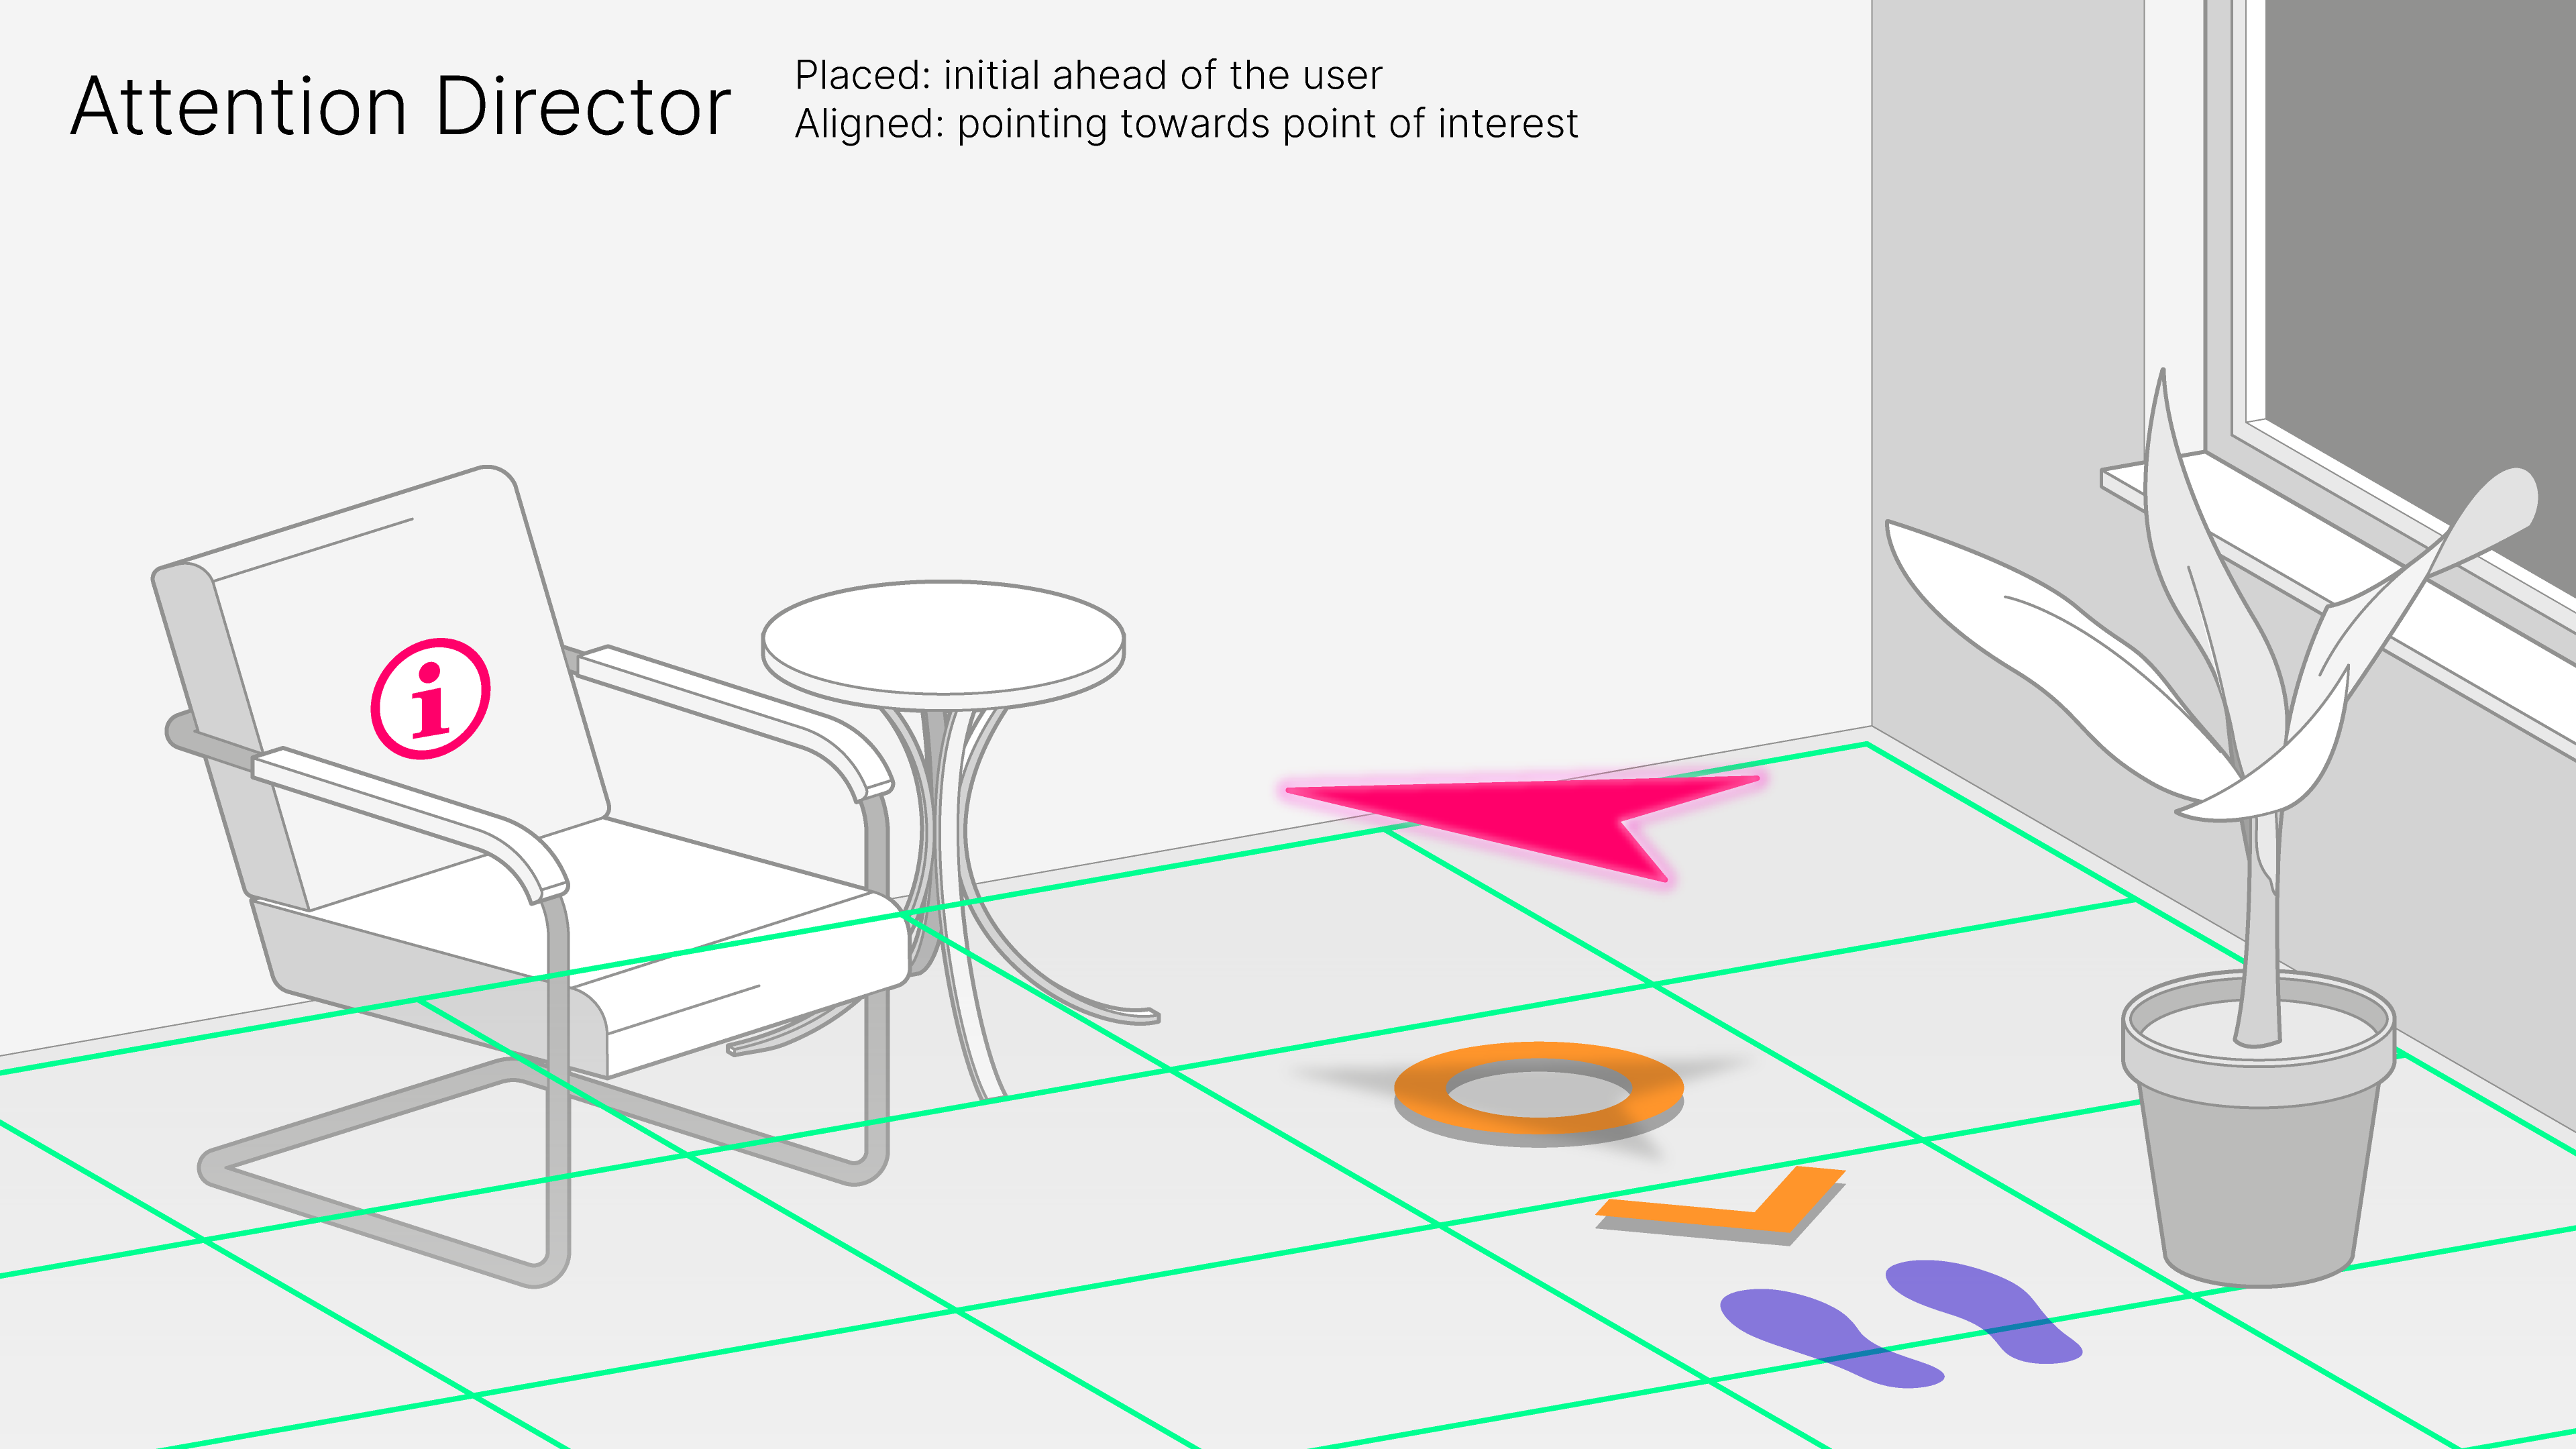 Attention Director
Placed: initial ahead of the user
Aligned: pointing towards point of interest
i